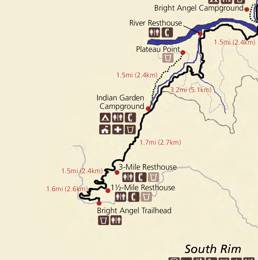 Bright Angel Campground
River Resthouse
Plateau Point
1.5mi (2.4km)
1.5mi (2.4km)
3.2mi (5.1km)
Indian Garden
Campground
1.7mi (2.7km)
3-Mile Resthouse
1.5mi (2.4km)
1½-Mile Resthouse
1.6mi (2.6km)
Bright Angel Trailhead
South Rim